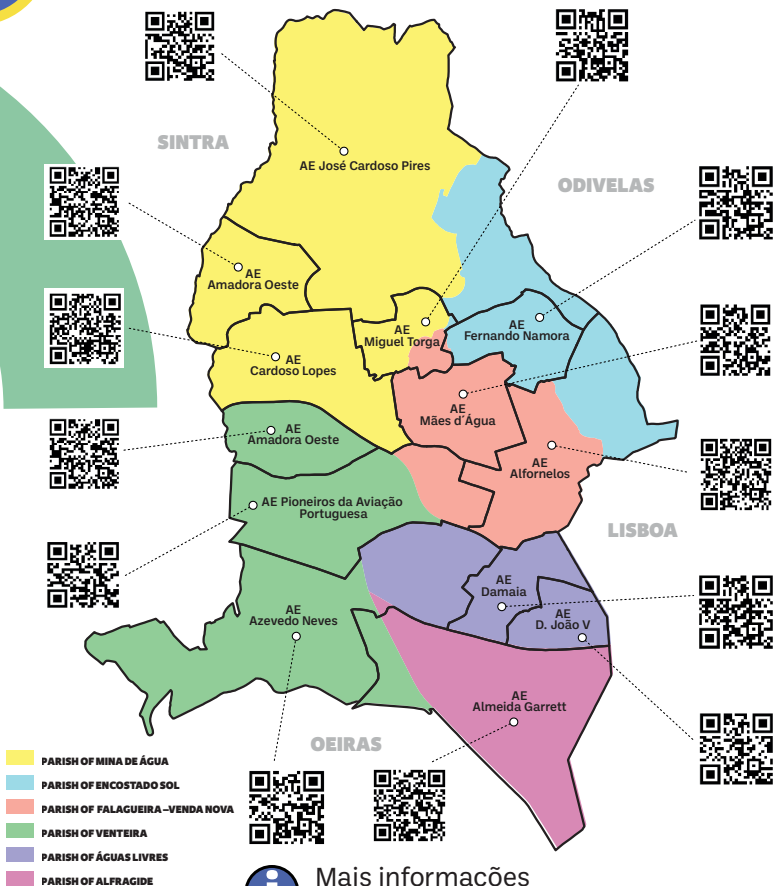 SINTRA
AE José Cardoso Pires
ODIVELAS
AE
Amadora Oeste
AE
Miguel Torga
AE
Fernando Namora
AE
Cardoso Lopes
AE
Mães d´Água
AE
Amadora Oeste
AE
Alfornelos
AE Pioneiros da Aviação
Portuguesa
LISBOA
AE
Damaia
AE
Azevedo Neves
AE
D. João V
AE
Almeida Garrett
OEIRAS
PARISH OF MINA DE ÁGUA
PARISH OF ENCOSTADO SOL
PARISH OF FALAGUEIRA –VENDA NOVA
PARISH OF VENTEIRA
PARISH OF ÁGUAS LIVRES
PARISH OF ALFRAGIDE
Mais informações